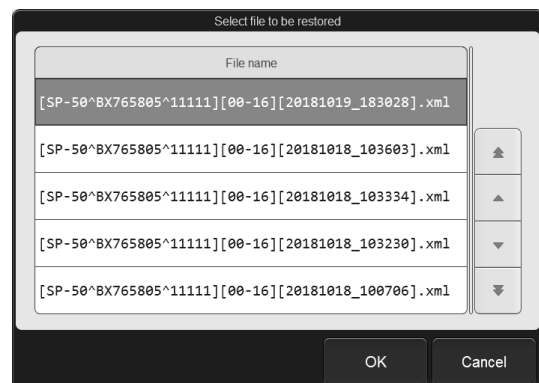 Select file to be restored
File name
[SP-50^BX765805^11111][00-16][20181019_183028].xml
[SP-50^BX765805^11111][00-16][20181018_103603].xml
[SP-50^BX765805^11111][00-16][20181018_103334].xml
[SP-50^BX765805^11111][00-16][20181018_103230].xml
[SP-50^BX765805^11111][00-16][20181018_100706].xml
OK Cancel